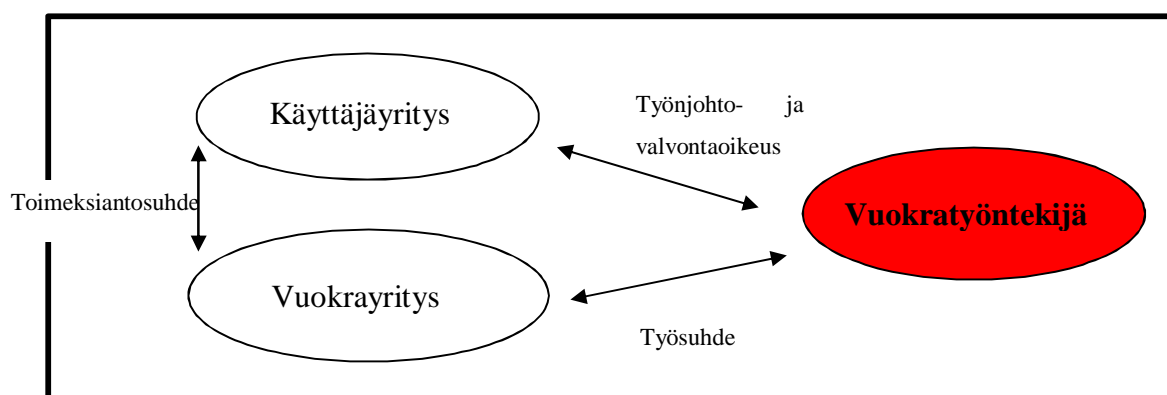 Käyttäjäyritys
Työnjohto- ja
valvontaoikeus
Toimeksiantosuhde
Vuokratyöntekijä
Vuokrayritys
Työsuhde